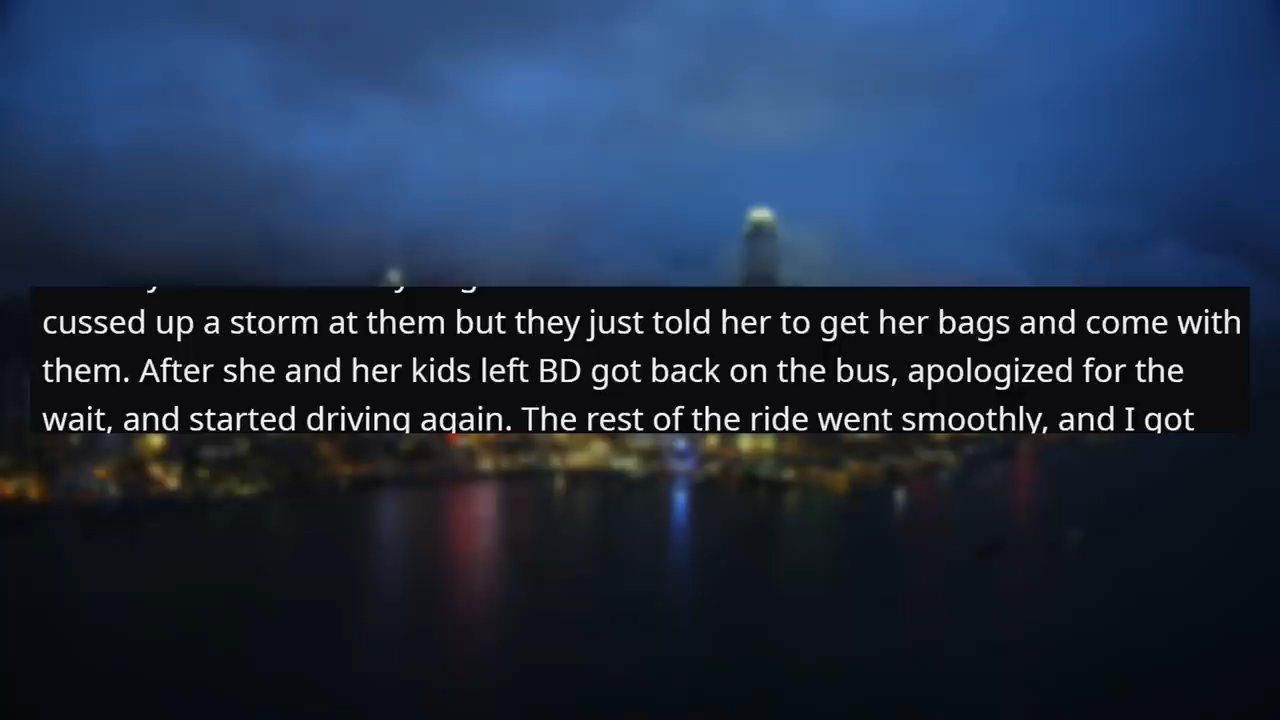 cussed up a storm at them but they just told her to get her bags and come with
them. After she and her kids left BD got back on the bus, apologized for the
wait, and started driving again. The rest of the ride went smoothly, and I got